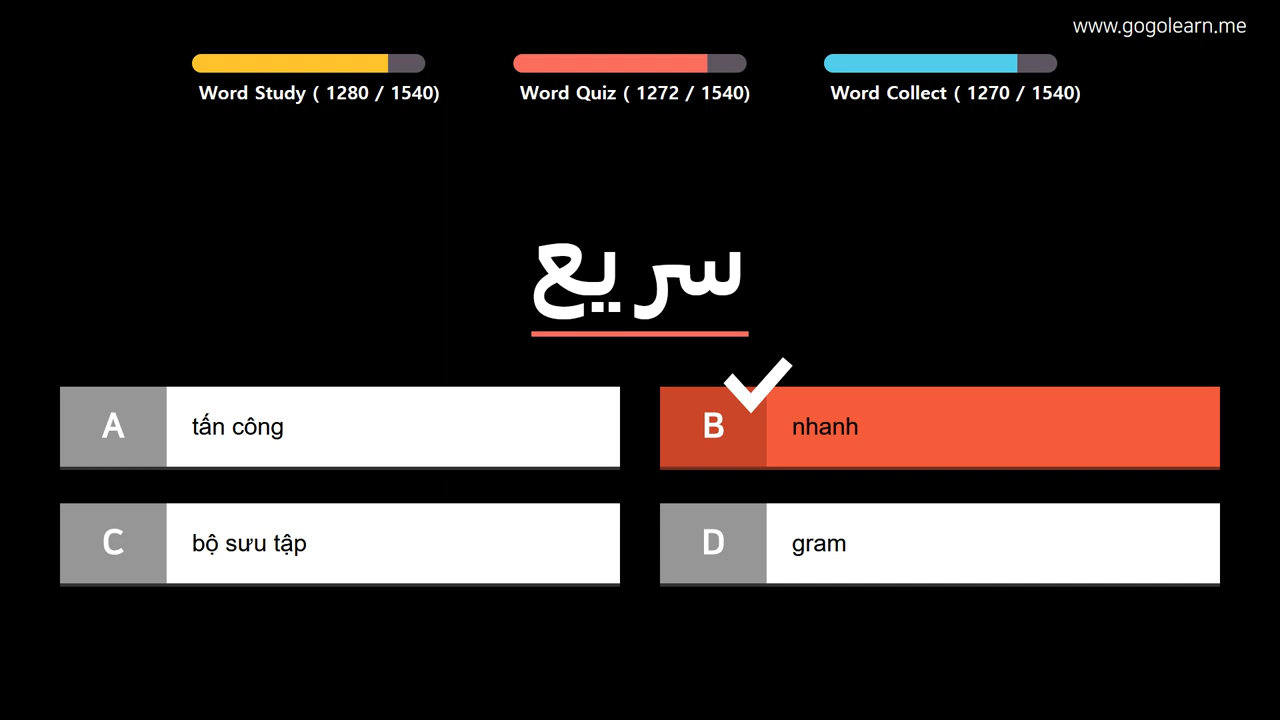 www.gogolearn.me
Word Study ( 1280 / 1540)
Word Quiz ( 1272 / 1540)
Word Collect ( 1270 / 1540)
سريع
A
tấn công
B
nhanh
C
bộ sưu tập
D
gram